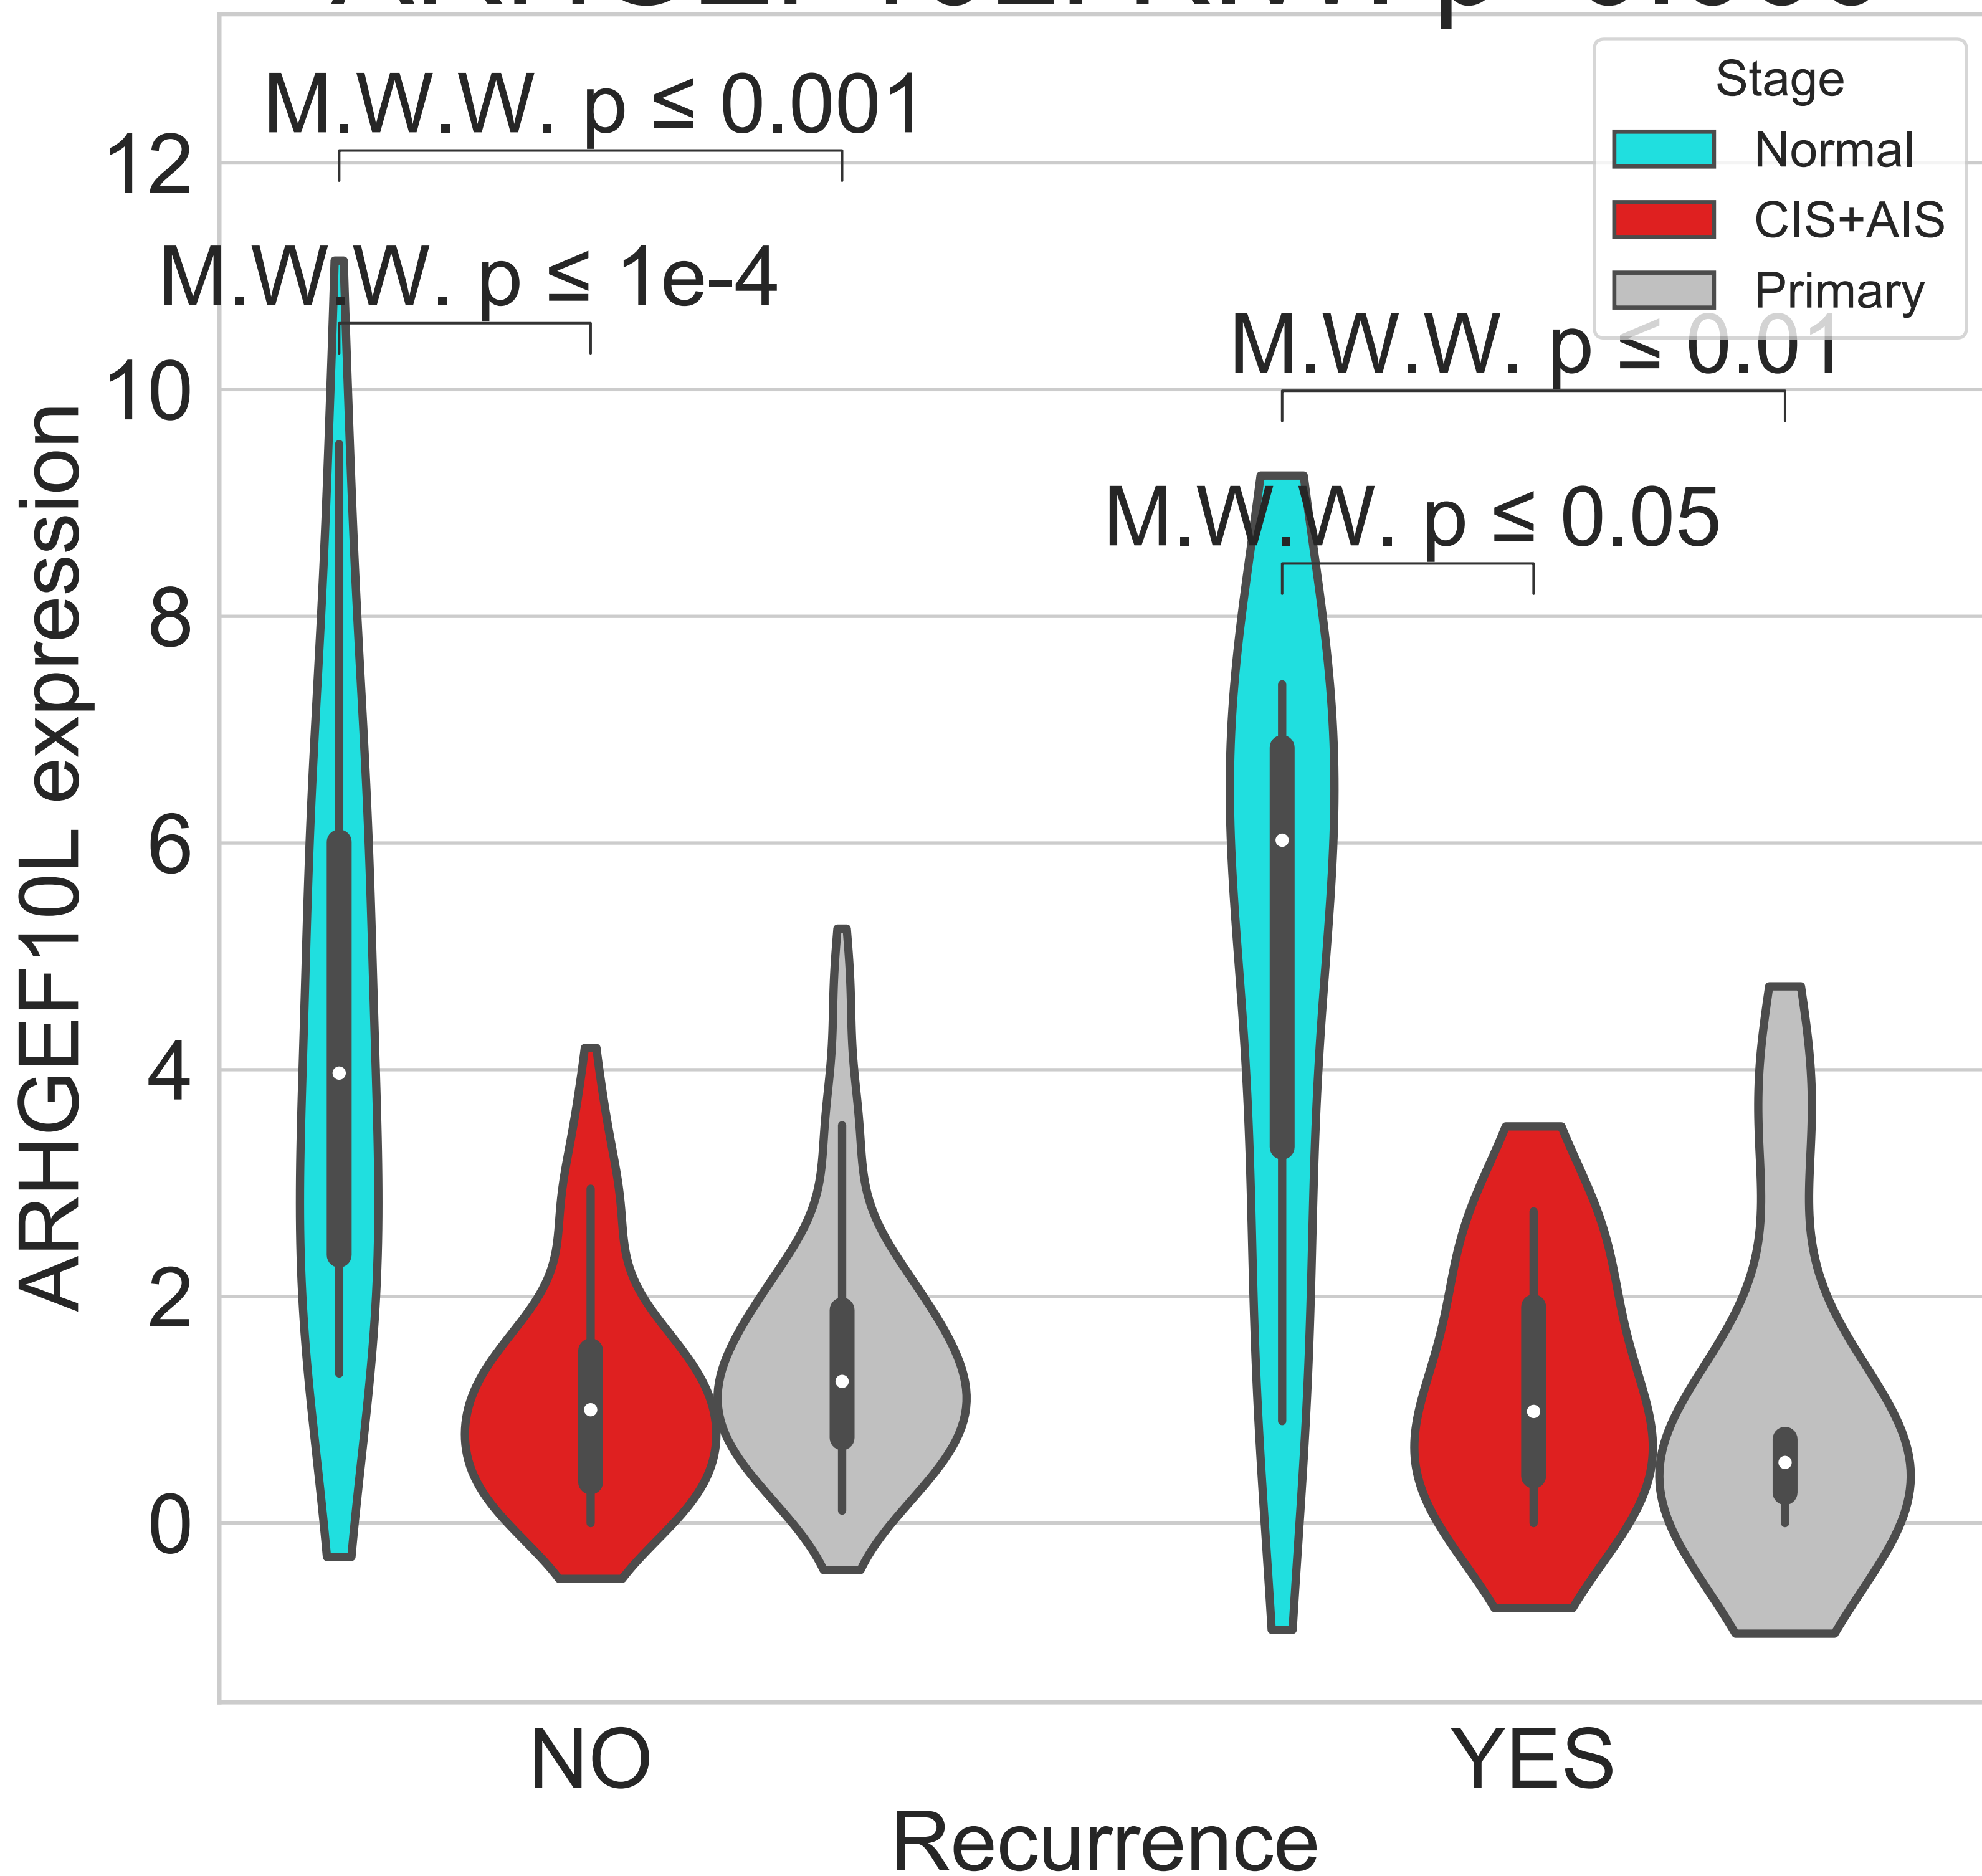 M.W.W. p ≤ 0.001
Stage
Normal
CIS+AIS
Primary
M.W.W. p ≤ 1e-4
M.W.W. p ≤ 0.01
M.W.W. p ≤ 0.05
12
10
8
6
4
2
0
ARHGEF10L expression
NO
YES
Recurrence